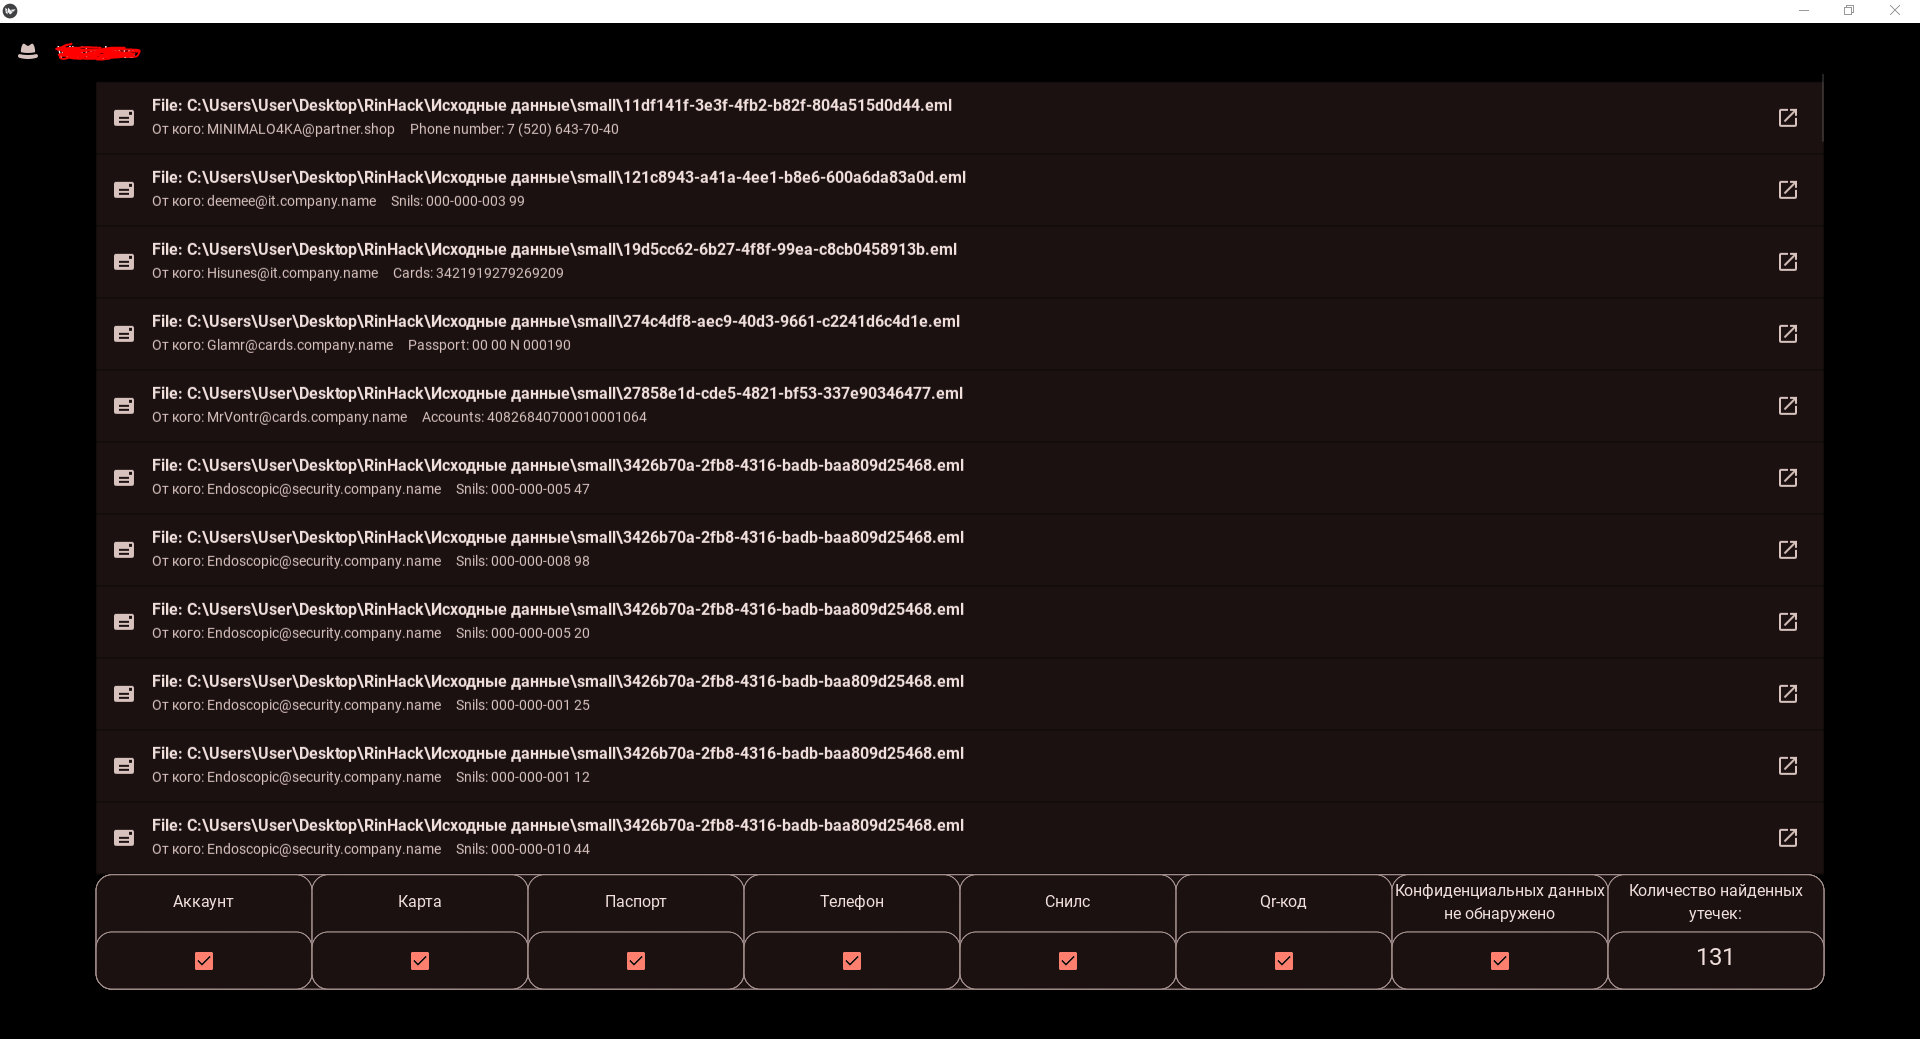 File: C:\Users\User\Desktop\RinHack\Исходные данные\small\11df141f-3e3f-4fb2-b82f-804a515d0d44.eml
От кого: MINIMALO4KA@partner.shop Phone number: 7 (520) 643-70-40
File: C:\Users\User\Desktop\RinHack\Исходные данные\small\121c8943-a41a-4ee1-b8e6-600a6da83a0d.eml
От кого: deemee@it.company.name Snils: 000-000-003 99
File: C:\Users\User\Desktop\RinHack\Исходные данные\small\19d5cc62-6b27-4f8f-99ea-c8cb0458913b.eml
От кого: Hisunes@it.company.name Cards: 3421919279269209
File: C:\Users\User\Desktop\RinHack\Исходные данные\small\274c4df8-aec9-40d3-9661-c2241d6c4d1e.eml
От кого: Glamr@cards.company.name Passport: 00 00 N 000190
File: C:\Users\User\Desktop\RinHack\Исходные данные\small\27858e1d-cde5-4821-bf53-337e90346477.eml
От кого: MrVontr@cards.company.name Accounts: 40826840700010001064
File: C:\Users\User\Desktop\RinHack\Исходные данные\small\3426b70a-2fb8-4316-badb-baa809d25468.eml
От кого: Endoscopic@security.company.name Snils: 000-000-005 47
File: C:\Users\User\Desktop\RinHack\Исходные данные\small\3426b70a-2fb8-4316-badb-baa809d25468.eml
От кого: Endoscopic@security.company.name Snils: 000-000-008 98
File: C:\Users\User\Desktop\RinHack\Исходные данные\small\3426b70a-2fb8-4316-badb-baa809d25468.eml
От кого: Endoscopic@security.company.name Snils: 000-000-005 20
File: C:\Users\User\Desktop\RinHack\Исходные данные\small\3426b70a-2fb8-4316-badb-baa809d25468.eml
От кого: Endoscopic@security.company.name Snils: 000-000-001 25
File: C:\Users\User\Desktop\RinHack\Исходные данные\small\3426b70a-2fb8-4316-badb-baa809d25468.eml
От кого: Endoscopic@security.company.name Snils: 000-000-001 12
File: C:\Users\User\Desktop\RinHack\Исходные данные\small\3426b70a-2fb8-4316-badb-baa809d25468.eml
От кого: Endoscopic@security.company.name Snils: 000-000-010 44
Аккаунт
Карта
Паспорт
Телефон
Снилс
Qr-код
Конфиденциальных данных
не обнаружено
Количество найденных
утечек:
131